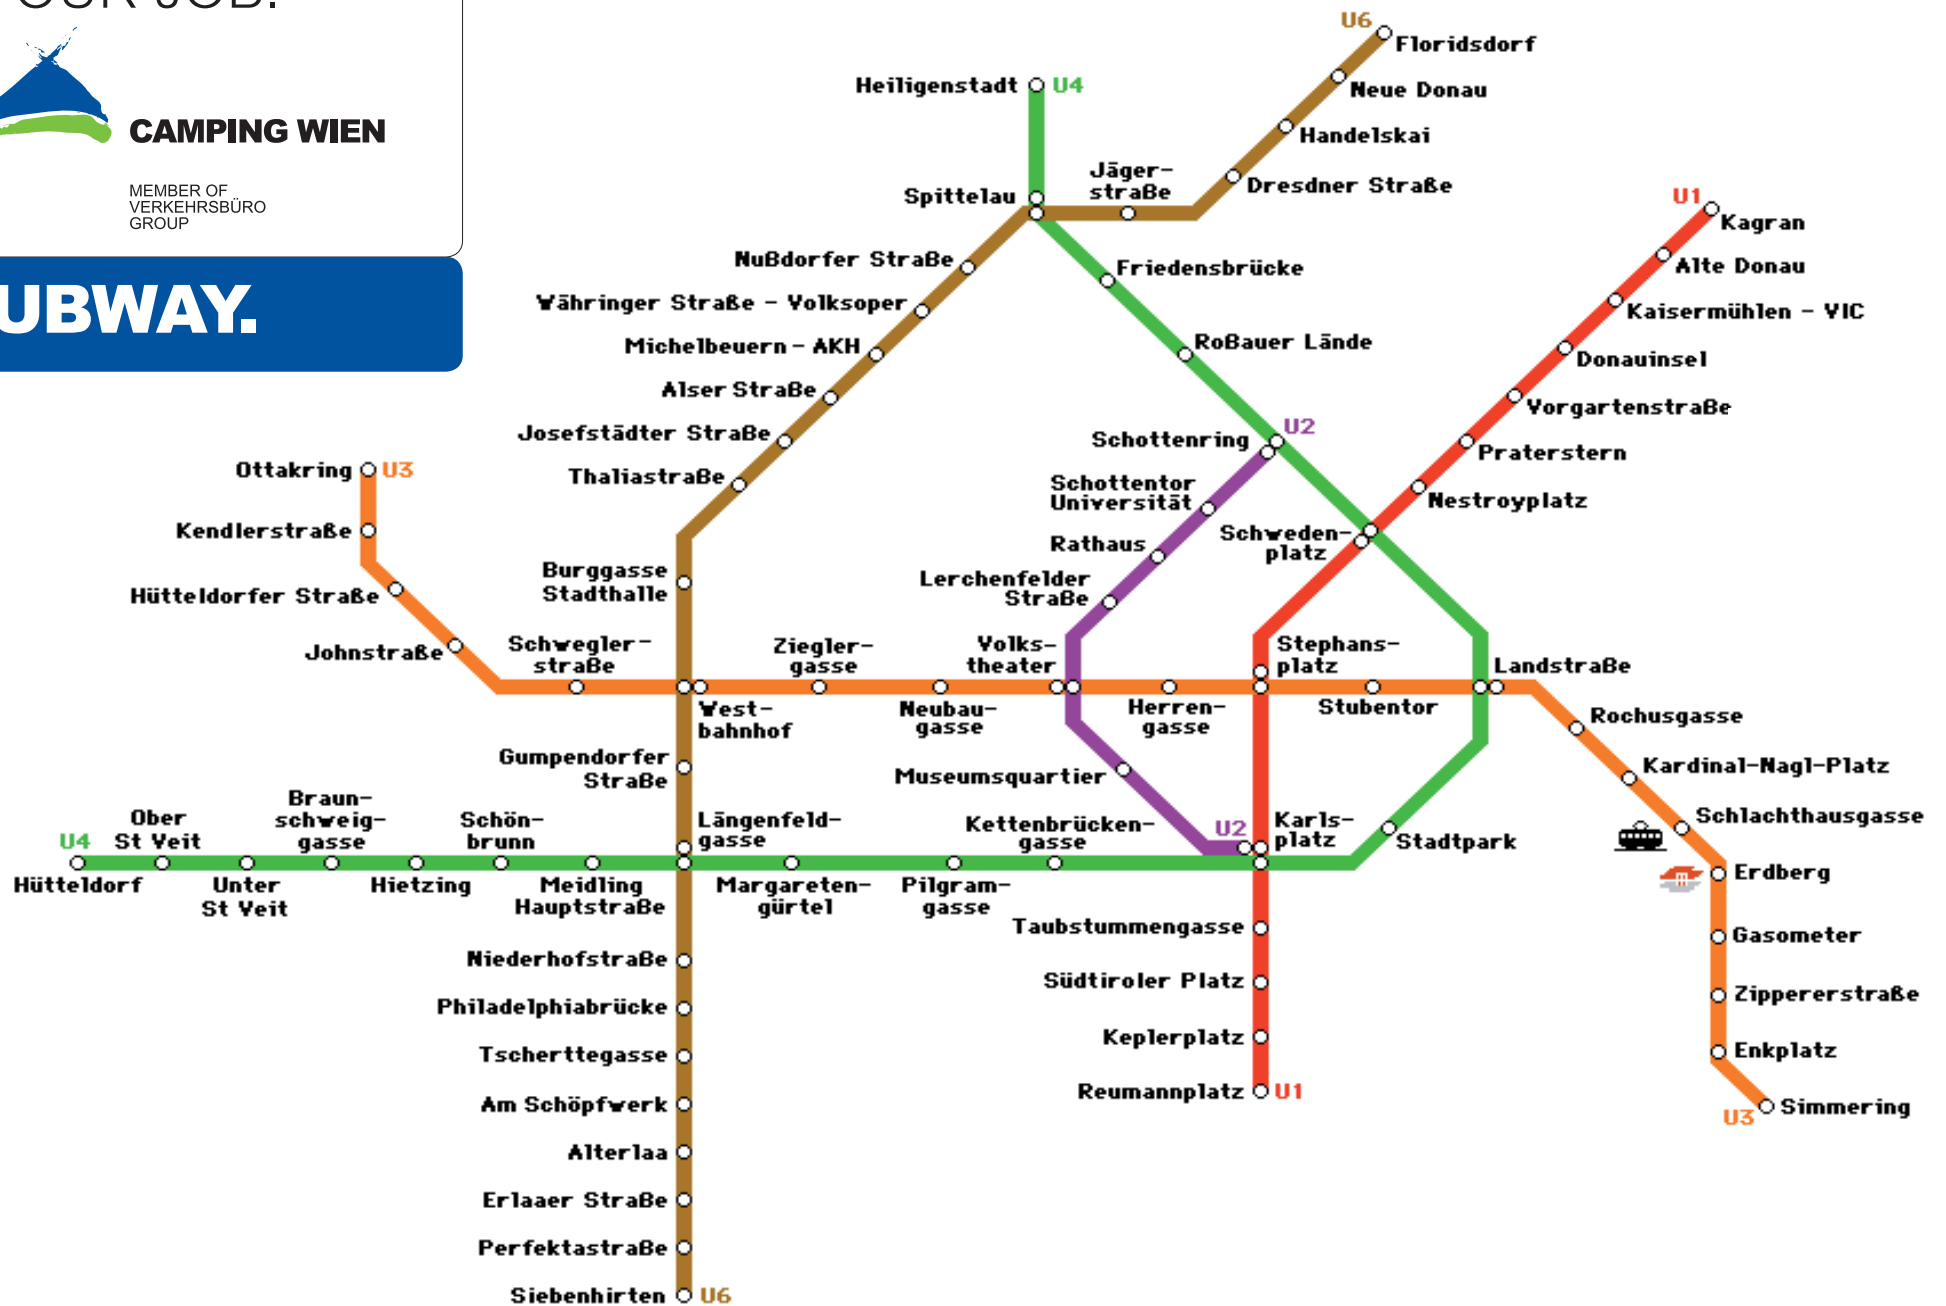 OUR JOB.
CAMPING WIEN
MEMBER OF
VERKEHRSBÜRO
GROUP
UBWAY.
U6
Floridsdorf
Neue Donau
Handelskai
Dresdner Straße
Jäger-
straße
Heiligenstadt
U4
Spittelau
Nußdorfer Straße
Währinger Straße - Volksoper
Michelbeuern - AKH
Alser Straße
Josefstädter Straße
Thaliastraße
Friedensbrücke
Roßauer Lände
U1
Kagran
Alte Donau
Kaisermühlen - VIC
Donauinsel
Vorgartenstraße
Praterstern
Nestroyplatz
U2
Schottenring
Schottentor
Universität
Rathaus
Lerchenfelder
Straße
Schweden-
platz
Ottakring
U3
Kendlerstraße
Hütteldorfer Straße
Johnstraße
Burggasse
Stadthalle
Schwegler-
straße
Ziegler-
gasse
Volks-
theater
Stephans-
platz
Landstraße
West-
bahnhof
Neubau-
gasse
Herren-
gasse
Stubentor
Rochusgasse
Kardinal-Nagl-Platz
Schlachthausgasse
Gumpendorfer
Straße
Museumsquartier
U2
Karls-
platz
Kettenbrücken-
gasse
Längenfeld-
gasse
Schön-
brunn
Braun-
schweig-
gasse
Ober
St Veit
U4
Hütteldorf
Unter
St Veit
Hietzing
Meidling
Hauptstraße
Margareten-
gürtel
Pilgram-
gasse
Stadtpark
Erdberg
Gasometer
Zippererstraße
Enkplatz
U3
Simmering
Taubstummengasse
Südtiroler Platz
Keplerplatz
Reumannplatz
U1
Niederhofstraße
Philadelphiabrücke
Tscherttegasse
Am Schöpfwerk
Alterlaa
Erlaaer Straße
Perfektastraße
Siebenhirten
U6